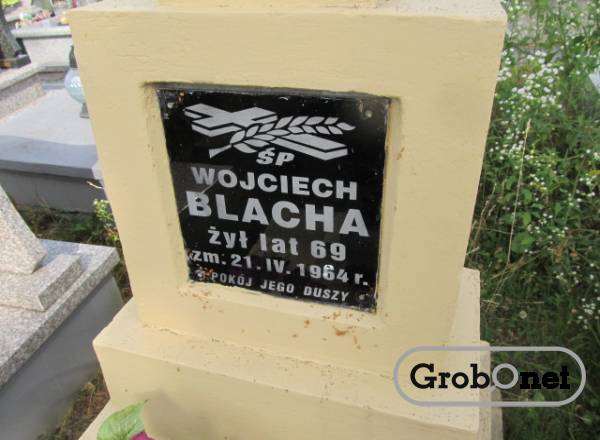 ŚP
WOJCIECH
BLACHA
żył lat 69
zm. 21. IV. 1964 r.
POKÓJ JEGO DUSZY
GrobOnet